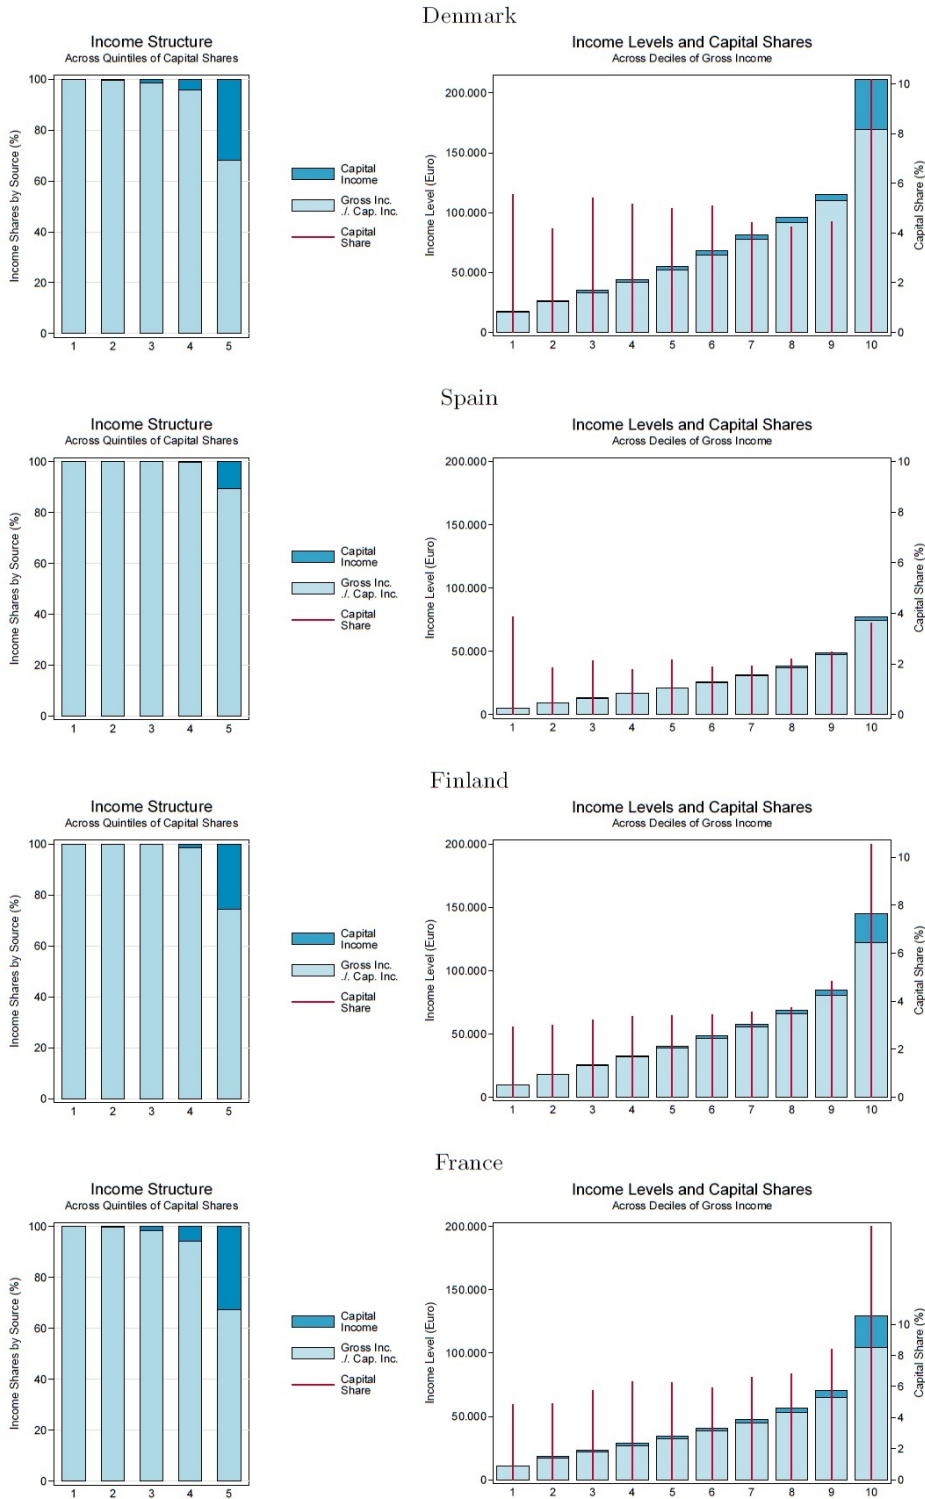 Denmark
Income Structure
Across Quintiles of Capital Shares
Income Shares by Source (%)
100
80
60
40
20
0
1 2 3 4 5
Capital
Income
Gross Inc.
./. Cap. Inc.
Capital
Share
Income Levels and Capital Shares
Across Deciles of Gross Income
Income Level (Euro)
200.000
150.000
100.000
50.000
0
1 2 3 4 5 6 7 8 9 10
10
8
6
4
2
0
Capital Share (%)
Spain
Income Structure
Across Quintiles of Capital Shares
Income Shares by Source (%)
100
80
60
40
20
0
1 2 3 4 5
Capital
Income
Gross Inc.
./. Cap. Inc.
Capital
Share
Income Levels and Capital Shares
Across Deciles of Gross Income
Income Level (Euro)
200.000
150.000
100.000
50.000
0
1 2 3 4 5 6 7 8 9 10
10
8
6
4
2
0
Capital Share (%)
Finland
Income Structure
Across Quintiles of Capital Shares
Income Shares by Source (%)
100
80
60
40
20
0
1 2 3 4 5
Capital
Income
Gross Inc.
./. Cap. Inc.
Capital
Share
Income Levels and Capital Shares
Across Deciles of Gross Income
Income Level (Euro)
200.000
150.000
100.000
50.000
0
1 2 3 4 5 6 7 8 9 10
10
8
6
4
2
0
Capital Share (%)
France
Income Structure
Across Quintiles of Capital Shares
Income Shares by Source (%)
100
80
60
40
20
0
1 2 3 4 5
Capital
Income
Gross Inc.
./. Cap. Inc.
Capital
Share
Income Levels and Capital Shares
Across Deciles of Gross Income
Income Level (Euro)
200.000
150.000
100.000
50.000
0
1 2 3 4 5 6 7 8 9 10
10
8
6
4
2
0
Capital Share (%)